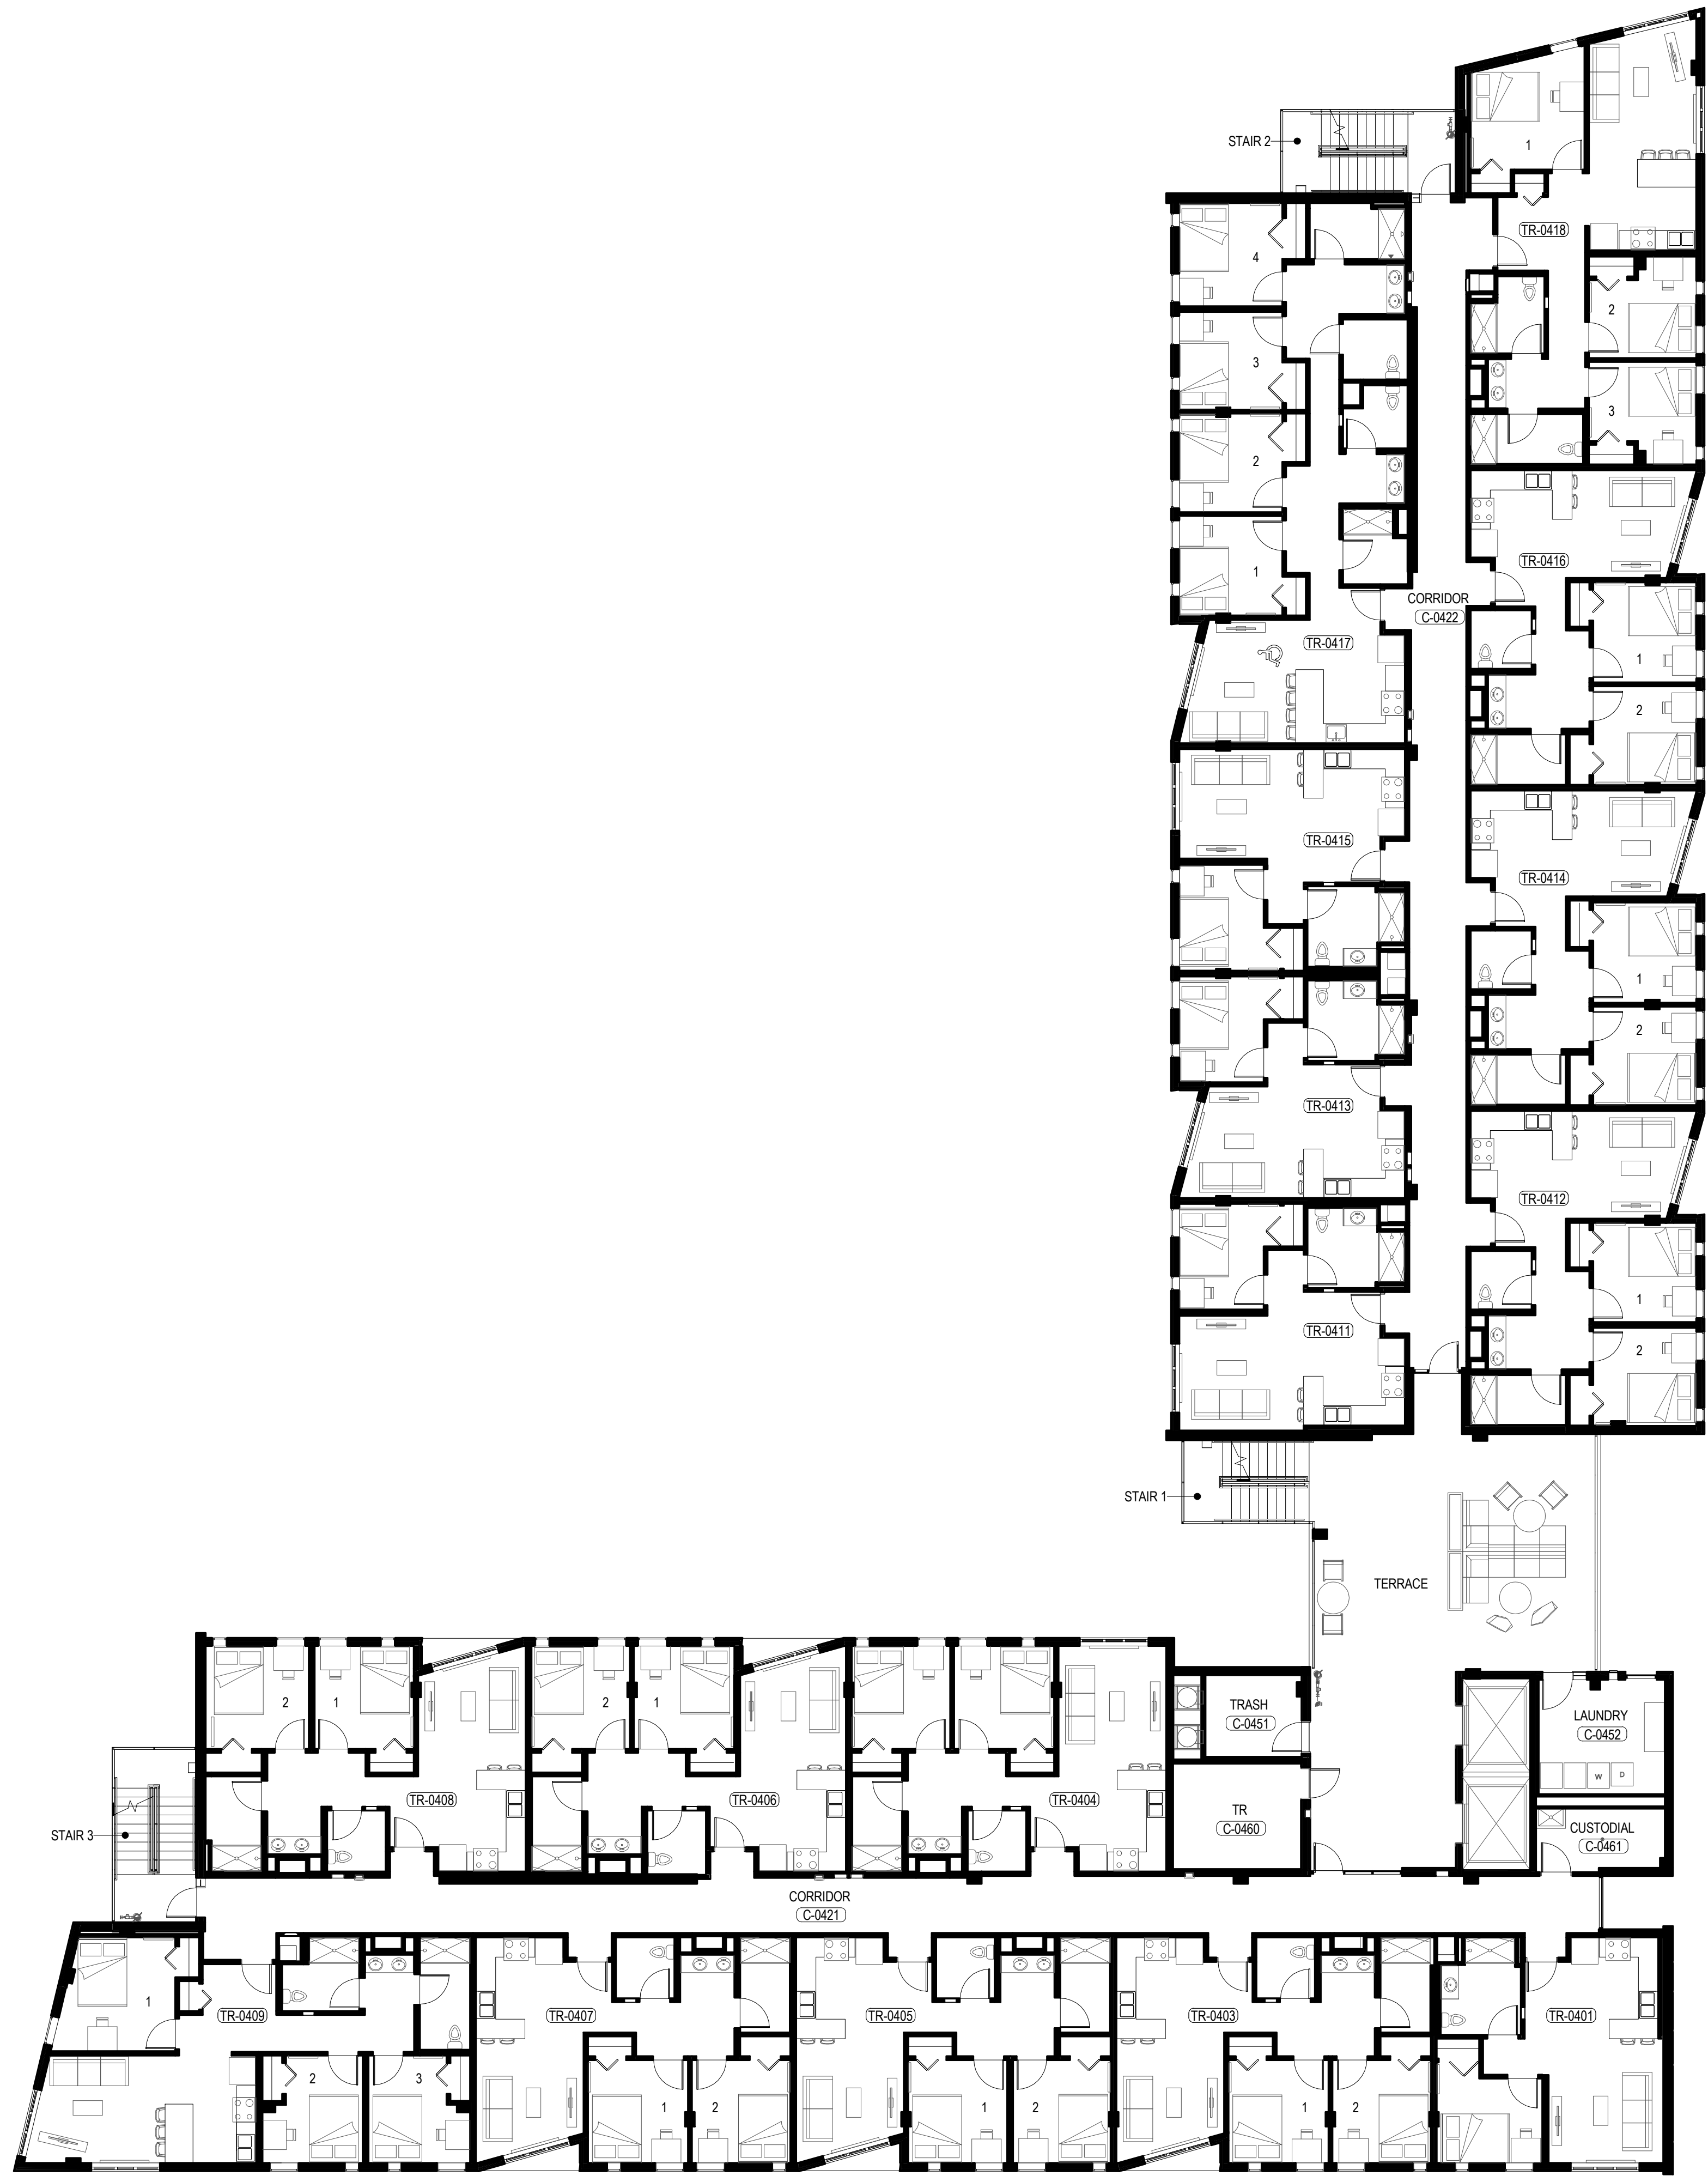 STAIR 2
1
TR-0418
4
2
3
3
2
1
TR-0416
CORRIDOR
C-0422
TR-0417
1
2
TR-0415
TR-0414
1
2
TR-0413
TR-0412
1
TR-0411
2
STAIR 1
TERRACE
2
1
2
1
TRASH
C-0451
LAUNDRY
C-0452
W
D
TR-0408
TR-0406
TR-0404
TR
C-0460
STAIR 3
CUSTODIAL
C-0461
CORRIDOR
C-0421
1
TR-0409
TR-0407
TR-0405
TR-0403
TR-0401
2
3
1
2
1
2
1
2